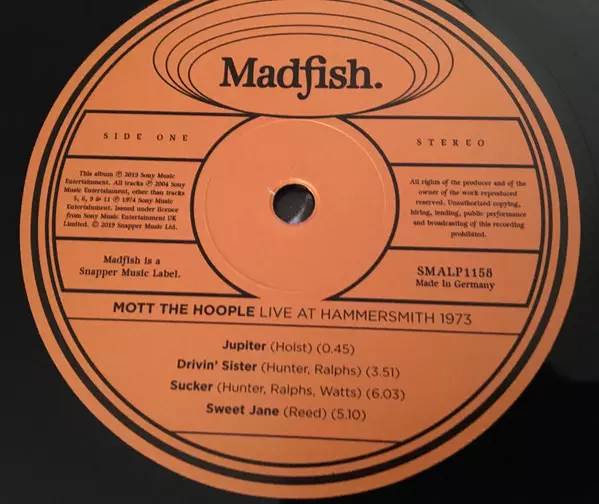 Madfish.
SIDE ONE
STEREO
This album ℗ 2019 Sony Music
Entertainment. All tracks ℗ 2004 Sony
Music Entertainment, other than tracks
5, 6, 9 & 11 ℗ 1974 Sony Music
Entertainment. Issued under licence
from Sony Music Entertainment UK
Limited. © 2019 Snapper Music Ltd.
All rights of the producer and of the
owner of the work reproduced
reserved. Unauthorized copying,
hiring, lending, public performance
and broadcasting of this recording
prohibited.
Madfish is a
Snapper Music Label.
SMALP1158
Made in Germany
MOTT THE HOOPLE LIVE AT HAMMERSMITH 1973
Jupiter (Holst) (0.45)
Drivin' Sister (Hunter, Ralphs) (3.51)
Sucker (Hunter, Ralphs, Watts) (6.03)
Sweet Jane (Reed) (5.10)